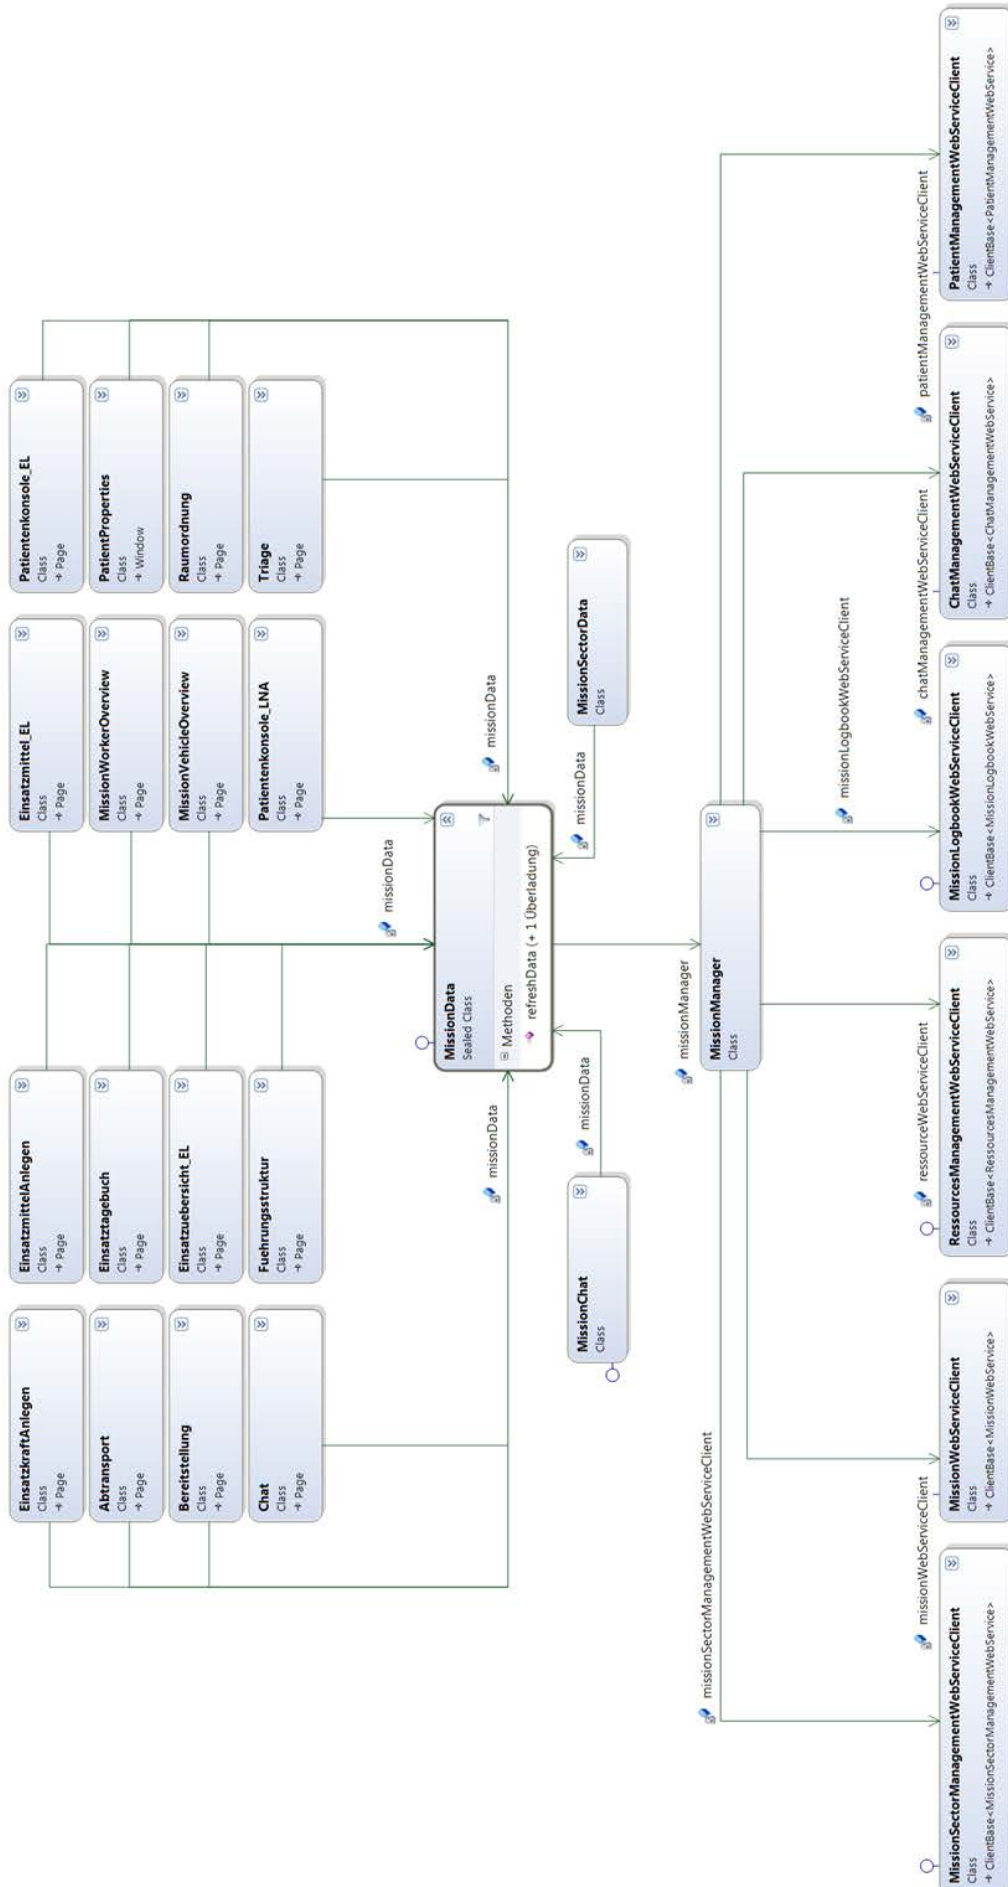 EinsatzkraftAnlegen
Class
→ Page
Abtransport
Class
→ Page
Bereitstellung
Class
→ Page
Chat
Class
→ Page
EinsatzmittelAnlegen
Class
→ Page
Einsatztagebuch
Class
→ Page
Einsatzuebersicht_EL
Class
→ Page
Fuehrungsstruktur
Class
→ Page
Einsatzmittel_EL
Class
→ Page
MissionWorkerOverview
Class
→ Page
MissionVehicleOverview
Class
→ Page
Patientenkonsole_LNA
Class
→ Page
Patientenkonsole_EL
Class
→ Page
PatientProperties
Class
→ Window
Raumordnung
Class
→ Page
Triage
Class
→ Page
missionData
missionData
missionData
MissionData
Sealed Class
Methoden
refreshData (+ 1 Überladung)
MissionChat
Class
missionData
missionData
MissionSectorData
Class
missionManager
MissionManager
Class
missionSectorManagementWebServiceClient
missionWebServiceClient
ressourceWebServiceClient
missionLogbookWebServiceClient
chatManagementWebServiceClient
patientManagementWebServiceClient
MissionSectorManagementWebServiceClient
Class
→ ClientBase<MissionSectorManagementWebService>
MissionWebServiceClient
Class
→ ClientBase<MissionWebService>
RessourcesManagementWebServiceClient
Class
→ ClientBase<RessourcesManagementWebService>
MissionLogbookWebServiceClient
Class
→ ClientBase<MissionLogbookWebService>
ChatManagementWebServiceClient
Class
→ ClientBase<ChatManagementWebService>
PatientManagementWebServiceClient
Class
→ ClientBase<PatientManagementWebService>